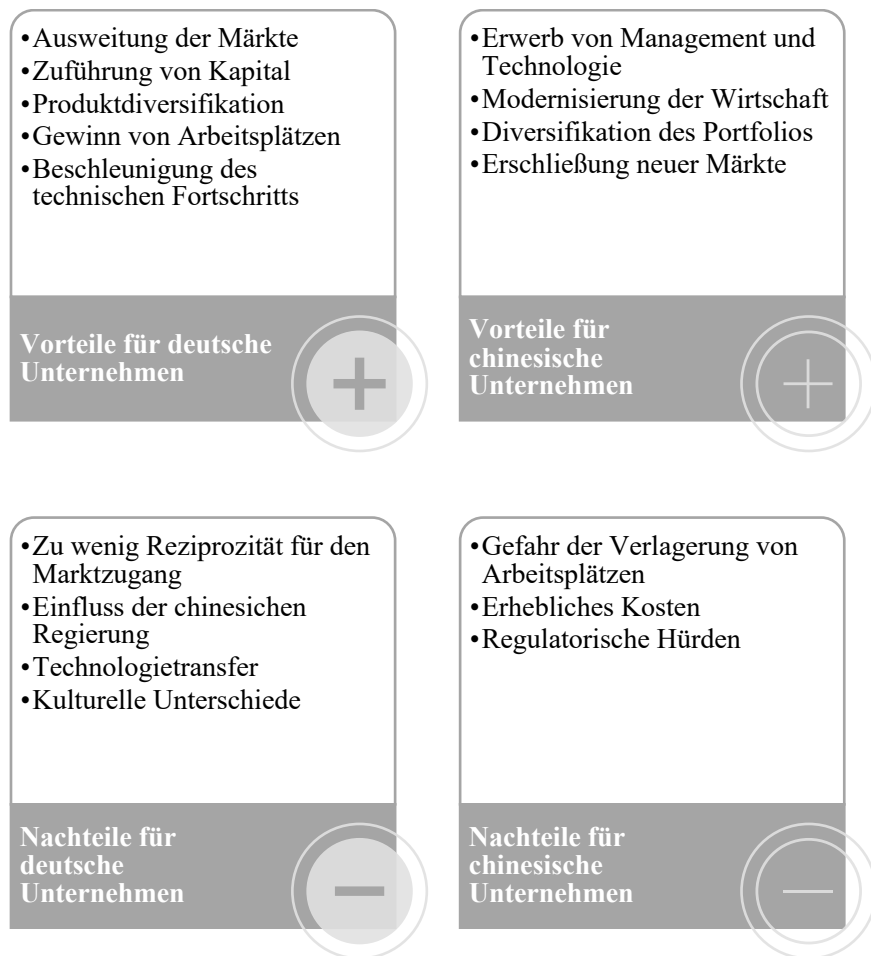 •Ausweitung der Märkte
•Zuführung von Kapital
•Produktdiversifikation
•Gewinn von Arbeitsplätzen
•Beschleunigung des
technischen Fortschritts
Vorteile für deutsche
Unternehmen
•Erwerb von Management und
Technologie
•Modernisierung der Wirtschaft
•Diversifikation des Portfolios
•Erschließung neuer Märkte
Vorteile für
chinesische
Unternehmen
•Zu wenig Reziprozität für den
Marktzugang
•Einfluss der chinesichen
Regierung
•Technologietransfer
•Kulturelle Unterschiede
Nachteile für
deutsche
Unternehmen
•Gefahr der Verlagerung von
Arbeitsplätzen
•Erhebliches Kosten
•Regulatorische Hürden
Nachteile für
chinesische
Unternehmen